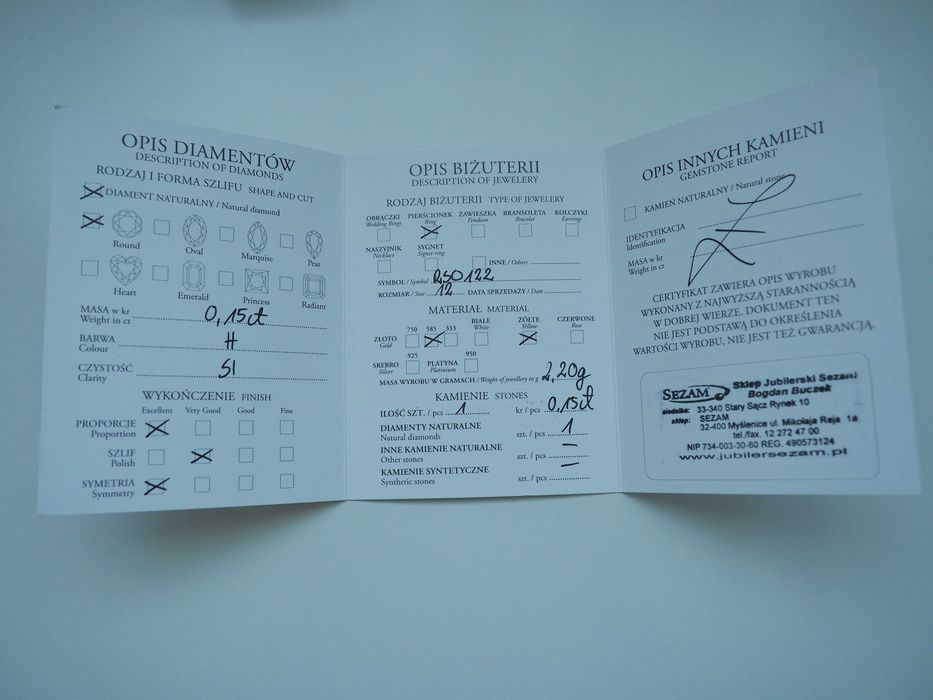 OPIS DIAMENTÓW
DESCRIPTION OF DIAMONDS
RODZAJ I FORMA SZLIFU SHAPE AND CUT
DIAMENT NATURALNY / Natural diamond
Round Oval Marquise Pear
Heart Emerald Princess Radiant
MASA w kr
Weight in ct 0,15ct
BARWA
Colour H
CZYSTOŚĆ
Clarity SI
WYKOŃCZENIE FINISH
Excellent Very Good Good Fine
PROPORCJE
Proportion
SZLIF
Polish
SYMETRIA
Symmetry
OPIS BIŻUTERII
DESCRIPTION OF JEWELERY
RODZAJ BIŻUTERII TYPE OF JEWELERY
OBRĄCZKI PIERŚCIONEK ZAWIESZKA BRANSOLETA KOLCZYKI
Wedding Rings Ring Pendant Bracelet Earrings
NASZYJNIK SYGNET
Necklace Signet ring INNE / Others
SYMBOL / Symbol RSO122
ROZMIAR / Size 12 DATA SPRZEDAŻY / Date
MATERIAŁ MATERIAL
750 585 333 BIAŁE ŻÓŁTE CZERWONE
White Yellow Rose
ZŁOTO
Gold
925 950
SREBRO PLATYNA
Silver Platinium
MASA WYROBU W GRAMACH / Weight of jewellery in g 2,20g
KAMIENIE STONES
ILOŚĆ SZT. / pcs 1 kr / pcs 0,15ct
DIAMENTY NATURALNE
Natural diamonds szt. / pcs 1
INNE KAMIENIE NATURALNE
Other stones szt. / pcs —
KAMIENIE SYNTETYCZNE
Synthetic stones szt. / pcs —
OPIS INNYCH KAMIENI
GEMSTONE REPORT
KAMIEŃ NATURALNY / Natural stone
IDENTYFIKACJA
Identification
MASA w kr
Weight in ct
CERTYFIKAT ZAWIERA OPIS WYROBU
WYKONANY Z NAJWYŻSZĄ STARANNOŚCIĄ
W DOBREJ WIERZE. DOKUMENT TEN
NIE JEST PODSTAWĄ DO OKREŚLENIA
WARTOŚCI WYROBU, NIE JEST TEŻ GWARANCJĄ.
SEZAM Sklep Jubilerski Sezam
Bogdan Buczek
siedziba: 33-340 Stary Sącz Rynek 10
sklep: SEZAM
32-400 Myślenice ul. Mikołaja Reja 1a
tel./fax. 12 272 47 00
NIP 734-003-30-60 REG. 490573124
www.jubilersezam.pl